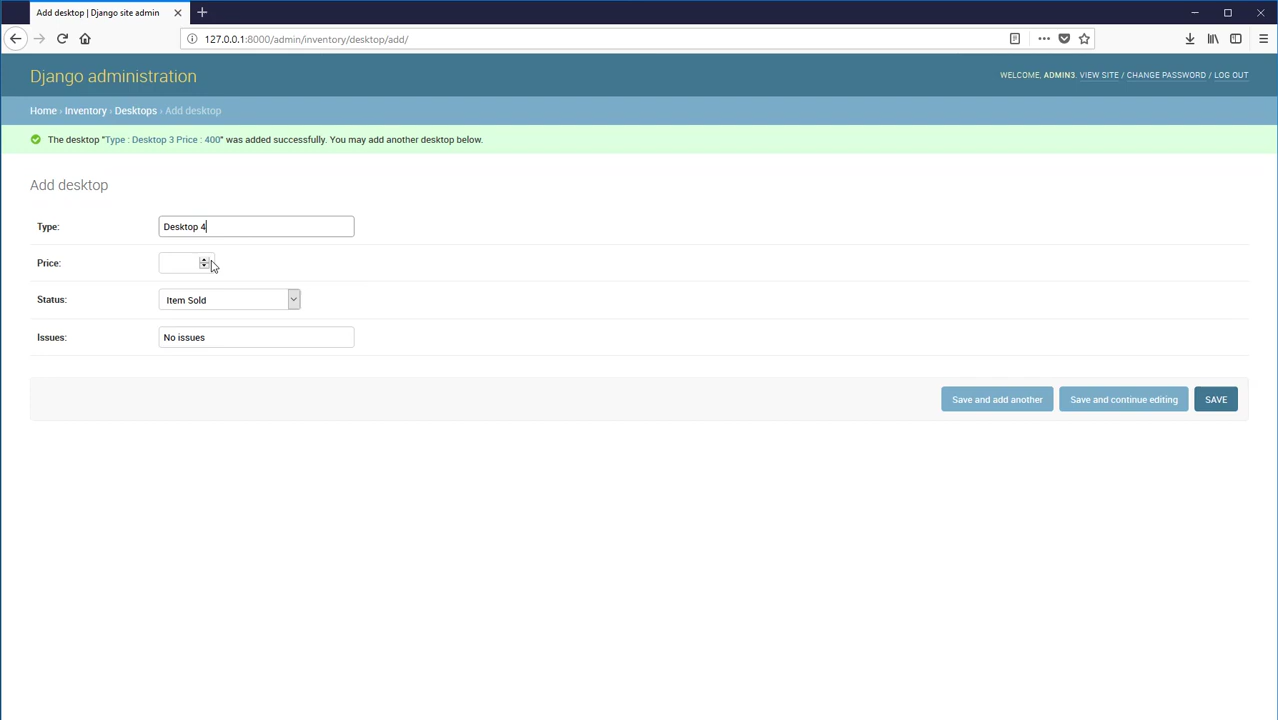 Add desktop | Django site admin
127.0.0.1:8000/admin/inventory/desktop/add/
Django administration
WELCOME, ADMIN3. VIEW SITE / CHANGE PASSWORD / LOG OUT
Home › Inventory › Desktops › Add desktop
The desktop "Type : Desktop 3 Price : 400" was added successfully. You may add another desktop below.
Add desktop
Type: Desktop 4
Price:
Status: Item Sold
Issues: No issues
Save and add another Save and continue editing SAVE